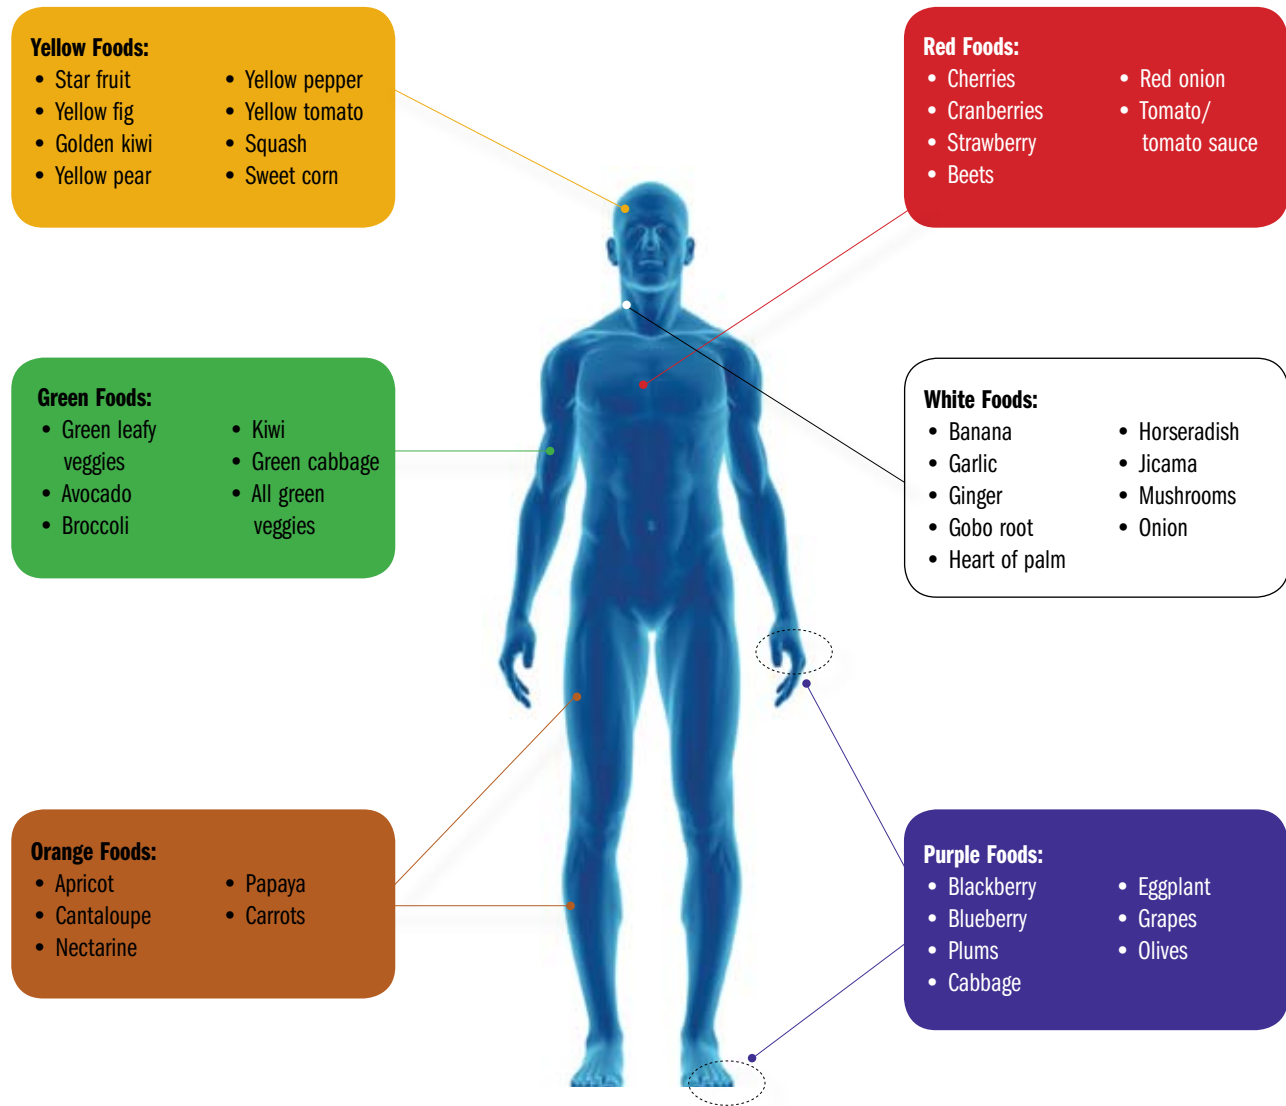 Yellow Foods:
• Star fruit
• Yellow fig
• Golden kiwi
• Yellow pear
• Yellow pepper
• Yellow tomato
• Squash
• Sweet corn
Red Foods:
• Cherries
• Cranberries
• Strawberry
• Beets
• Red onion
• Tomato/
tomato sauce
Green Foods:
• Green leafy
veggies
• Avocado
• Broccoli
• Kiwi
• Green cabbage
• All green
veggies
White Foods:
• Banana
• Garlic
• Ginger
• Gobo root
• Heart of palm
• Horseradish
• Jicama
• Mushrooms
• Onion
Orange Foods:
• Apricot
• Cantaloupe
• Nectarine
• Papaya
• Carrots
Purple Foods:
• Blackberry
• Blueberry
• Plums
• Cabbage
• Eggplant
• Grapes
• Olives